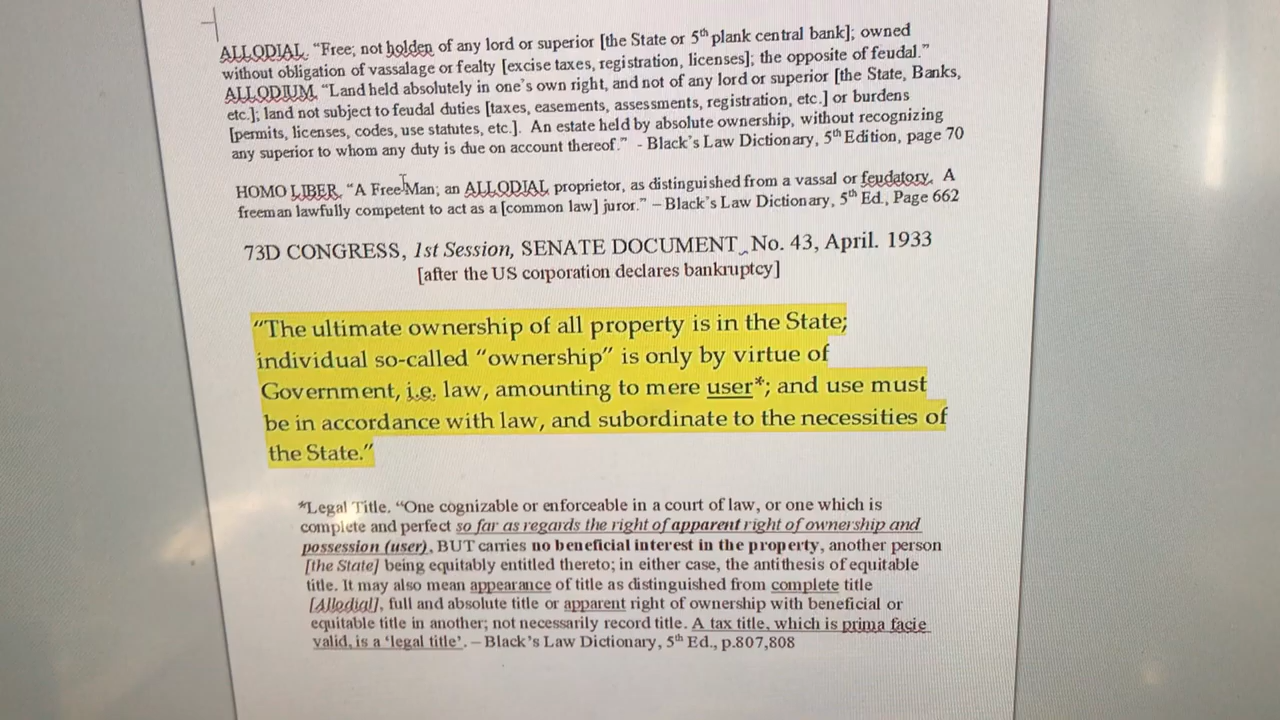 ALLODIAL. “Free; not holden of any lord or superior [the State or 5th plank central bank]; owned
without obligation of vassalage or fealty [excise taxes, registration, licenses]; the opposite of feudal.”
ALLODIUM. “Land held absolutely in one’s own right, and not of any lord or superior [the State, Banks,
etc.]; land not subject to feudal duties [taxes, easements, assessments, registration, etc.] or burdens
[permits, licenses, codes, use statutes, etc.]. An estate held by absolute ownership, without recognizing
any superior to whom any duty is due on account thereof.” - Black’s Law Dictionary, 5th Edition, page 70
HOMO LIBER. “A Free Man; an ALLODIAL proprietor, as distinguished from a vassal or feudatory. A
freeman lawfully competent to act as a [common law] juror.” – Black’s Law Dictionary, 5th Ed., Page 662
73D CONGRESS, 1st Session, SENATE DOCUMENT No. 43, April. 1933
[after the US corporation declares bankruptcy]
“The ultimate ownership of all property is in the State;
individual so-called “ownership” is only by virtue of
Government, i.e. law, amounting to mere user*; and use must
be in accordance with law, and subordinate to the necessities of
the State.”
*Legal Title. “One cognizable or enforceable in a court of law, or one which is
complete and perfect so far as regards the right of apparent right of ownership and
possession (user), BUT carries no beneficial interest in the property, another person
[the State] being equitably entitled thereto; in either case, the antithesis of equitable
title. It may also mean appearance of title as distinguished from complete title
[Allodial], full and absolute title or apparent right of ownership with beneficial or
equitable title in another; not necessarily record title. A tax title, which is prima facie
valid, is a ‘legal title’. – Black’s Law Dictionary, 5th Ed., p.807,808